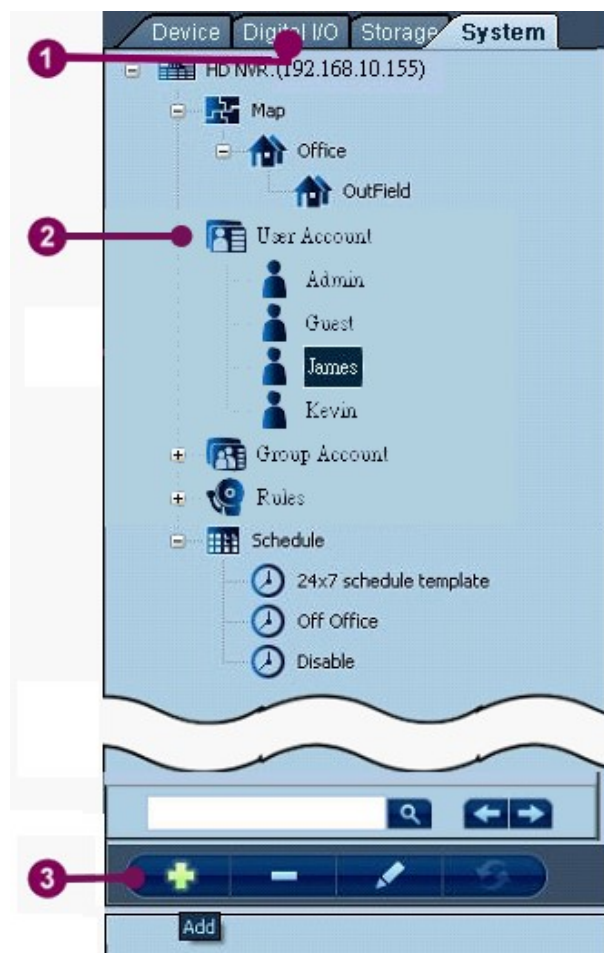 Device Digital I/O Storage System
1
HD NVR (192.168.10.155)
Map
Office
OutField
2
User Account
Admin
Guest
James
Kevin
Group Account
Rules
Schedule
24x7 schedule template
Off Office
Disable
3
Add